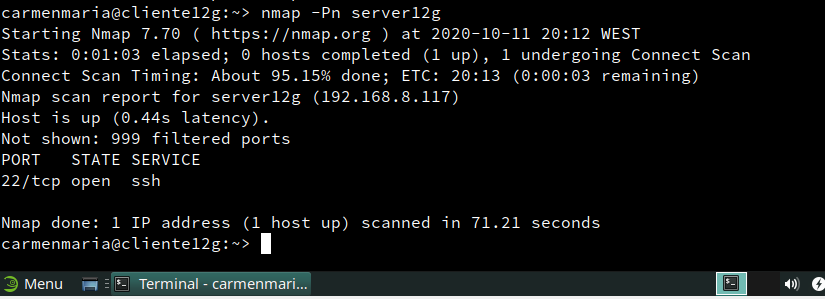 carmenmaria@cliente12g:~> nmap -Pn server12g
Starting Nmap 7.70 ( https://nmap.org ) at 2020-10-11 20:12 WEST
Stats: 0:01:03 elapsed; 0 hosts completed (1 up), 1 undergoing Connect Scan
Connect Scan Timing: About 95.15% done; ETC: 20:13 (0:00:03 remaining)
Nmap scan report for server12g (192.168.8.117)
Host is up (0.44s latency).
Not shown: 999 filtered ports
PORT   STATE SERVICE
22/tcp open  ssh
Nmap done: 1 IP address (1 host up) scanned in 71.21 seconds
carmenmaria@cliente12g:~>
Menu Terminal - carmenmari...